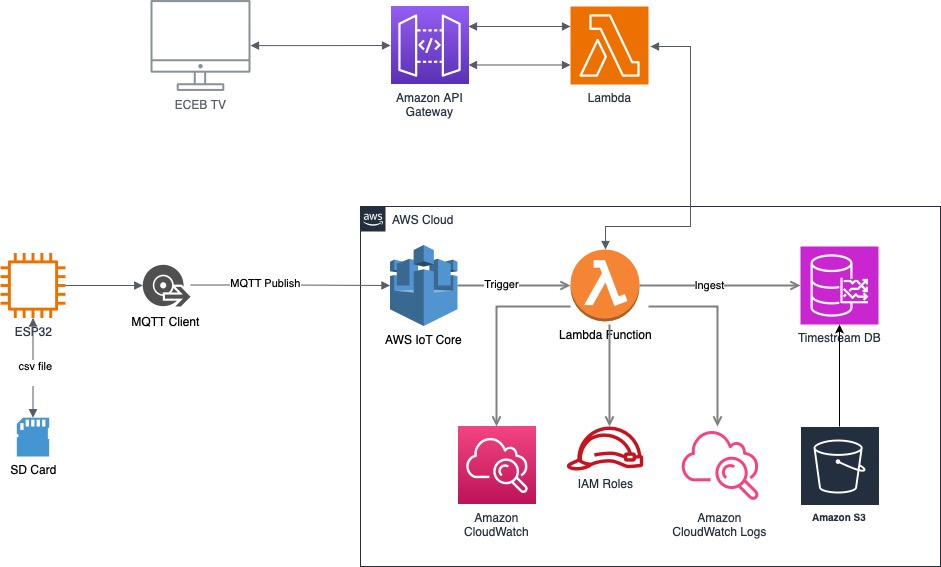 ECEB TV
Amazon API
Gateway
Lambda
aws
AWS Cloud
ESP32
csv file
SD Card
MQTT Client
MQTT Publish
AWS IoT Core
Trigger
Lambda Function
Ingest
Timestream DB
Amazon
CloudWatch
IAM Roles
Amazon
CloudWatch Logs
Amazon S3